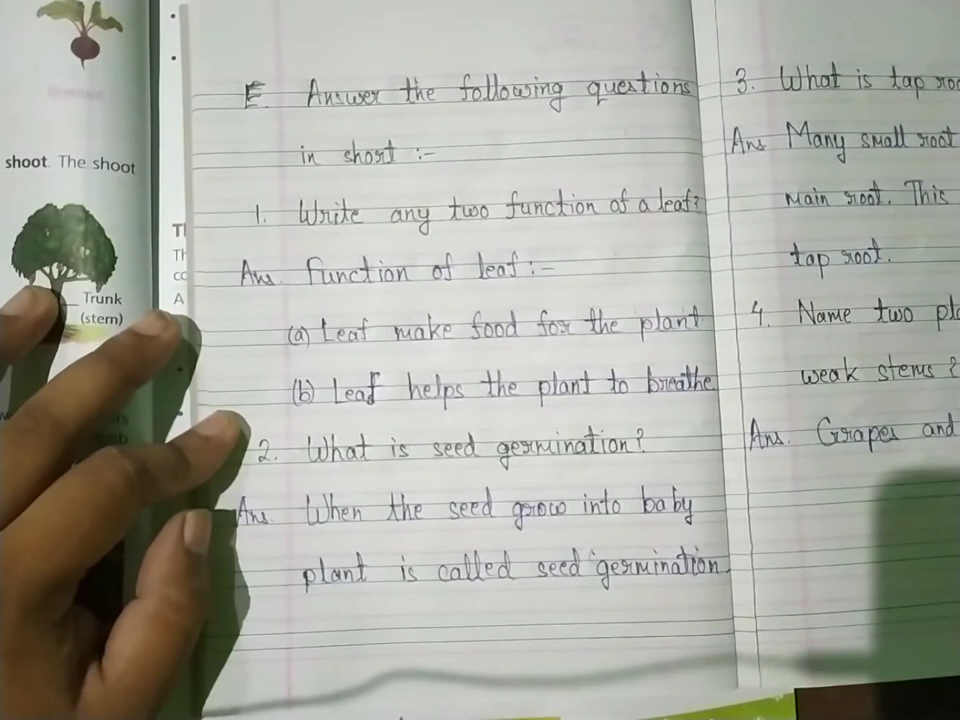 shoot. The shoot
Trunk
(stem)
E. Answer the following questions
in short :-
1. Write any two function of a leaf?
Ans. Function of leaf :-
(a) Leaf make food for the plant
(b) Leaf helps the plant to breathe
2. What is seed germination?
Ans. When the seed grow into baby
plant is called seed germination
3. What is tap
Ans Many small root
main root. This
tap root.
4. Name two
weak stems?
Ans. Grapes and